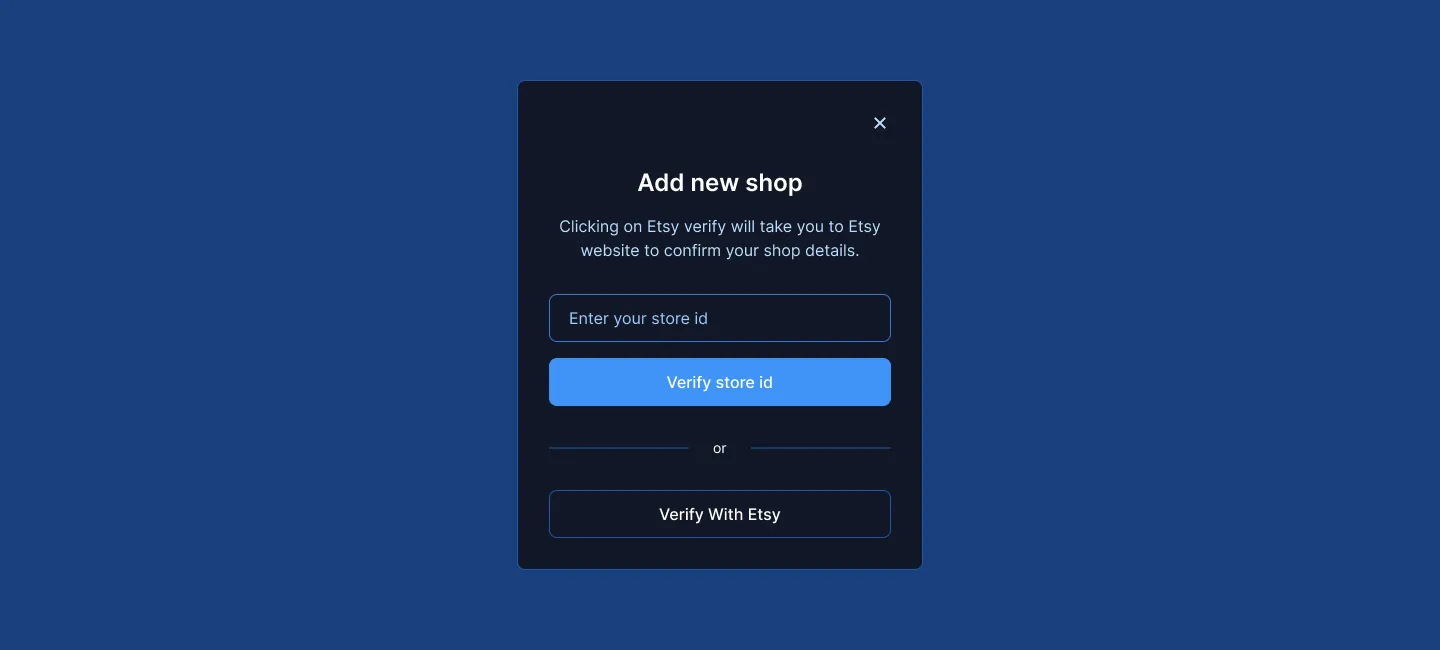 Add new shop
Clicking on Etsy verify will take you to Etsy
website to confirm your shop details.
Enter your store id
Verify store id
or
Verify With Etsy